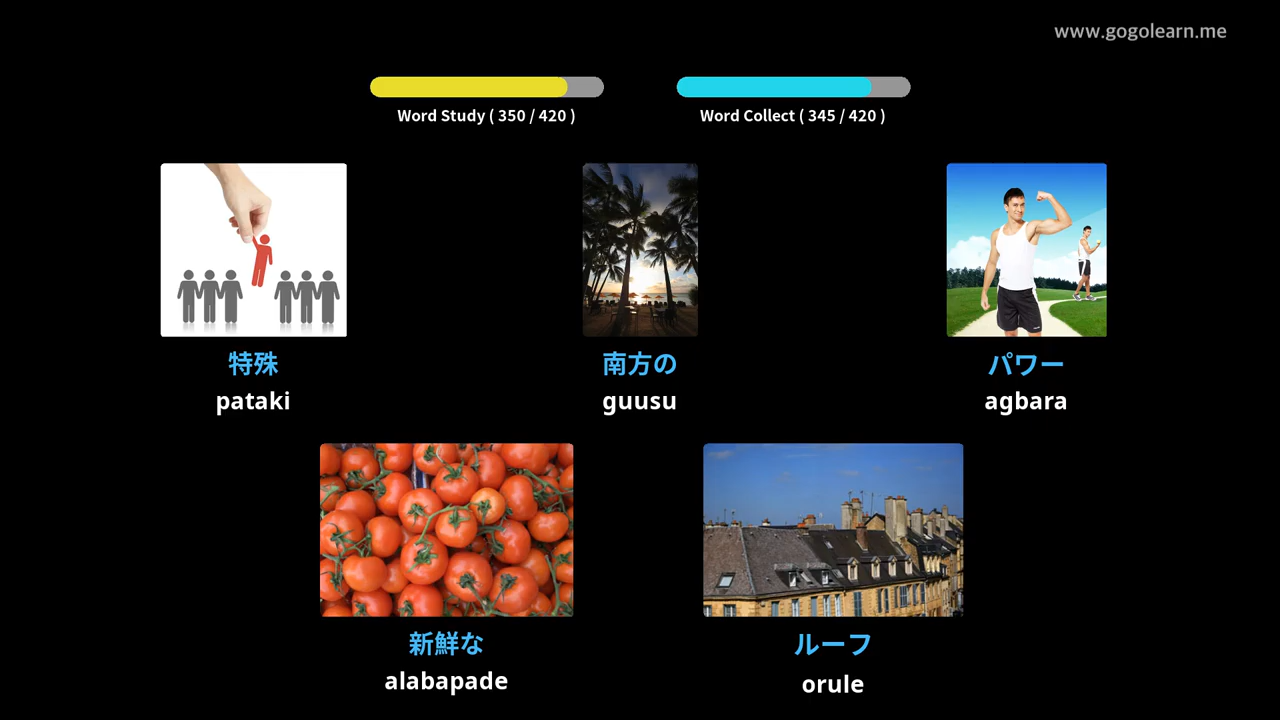 www.gogolearn.me
Word Study ( 350 / 420 )
Word Collect ( 345 / 420 )
特殊
pataki
南方の
guusu
パワー
agbara
新鮮な
alabapade
ルーフ
orule